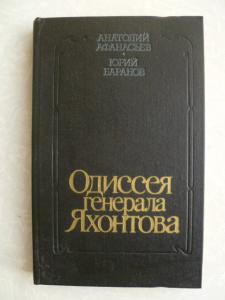 АНАТОЛИЙ
АФАНАСЬЕВ
•
ЮРИЙ
БАРАНОВ
Одиссея
генерала
Яхонтова